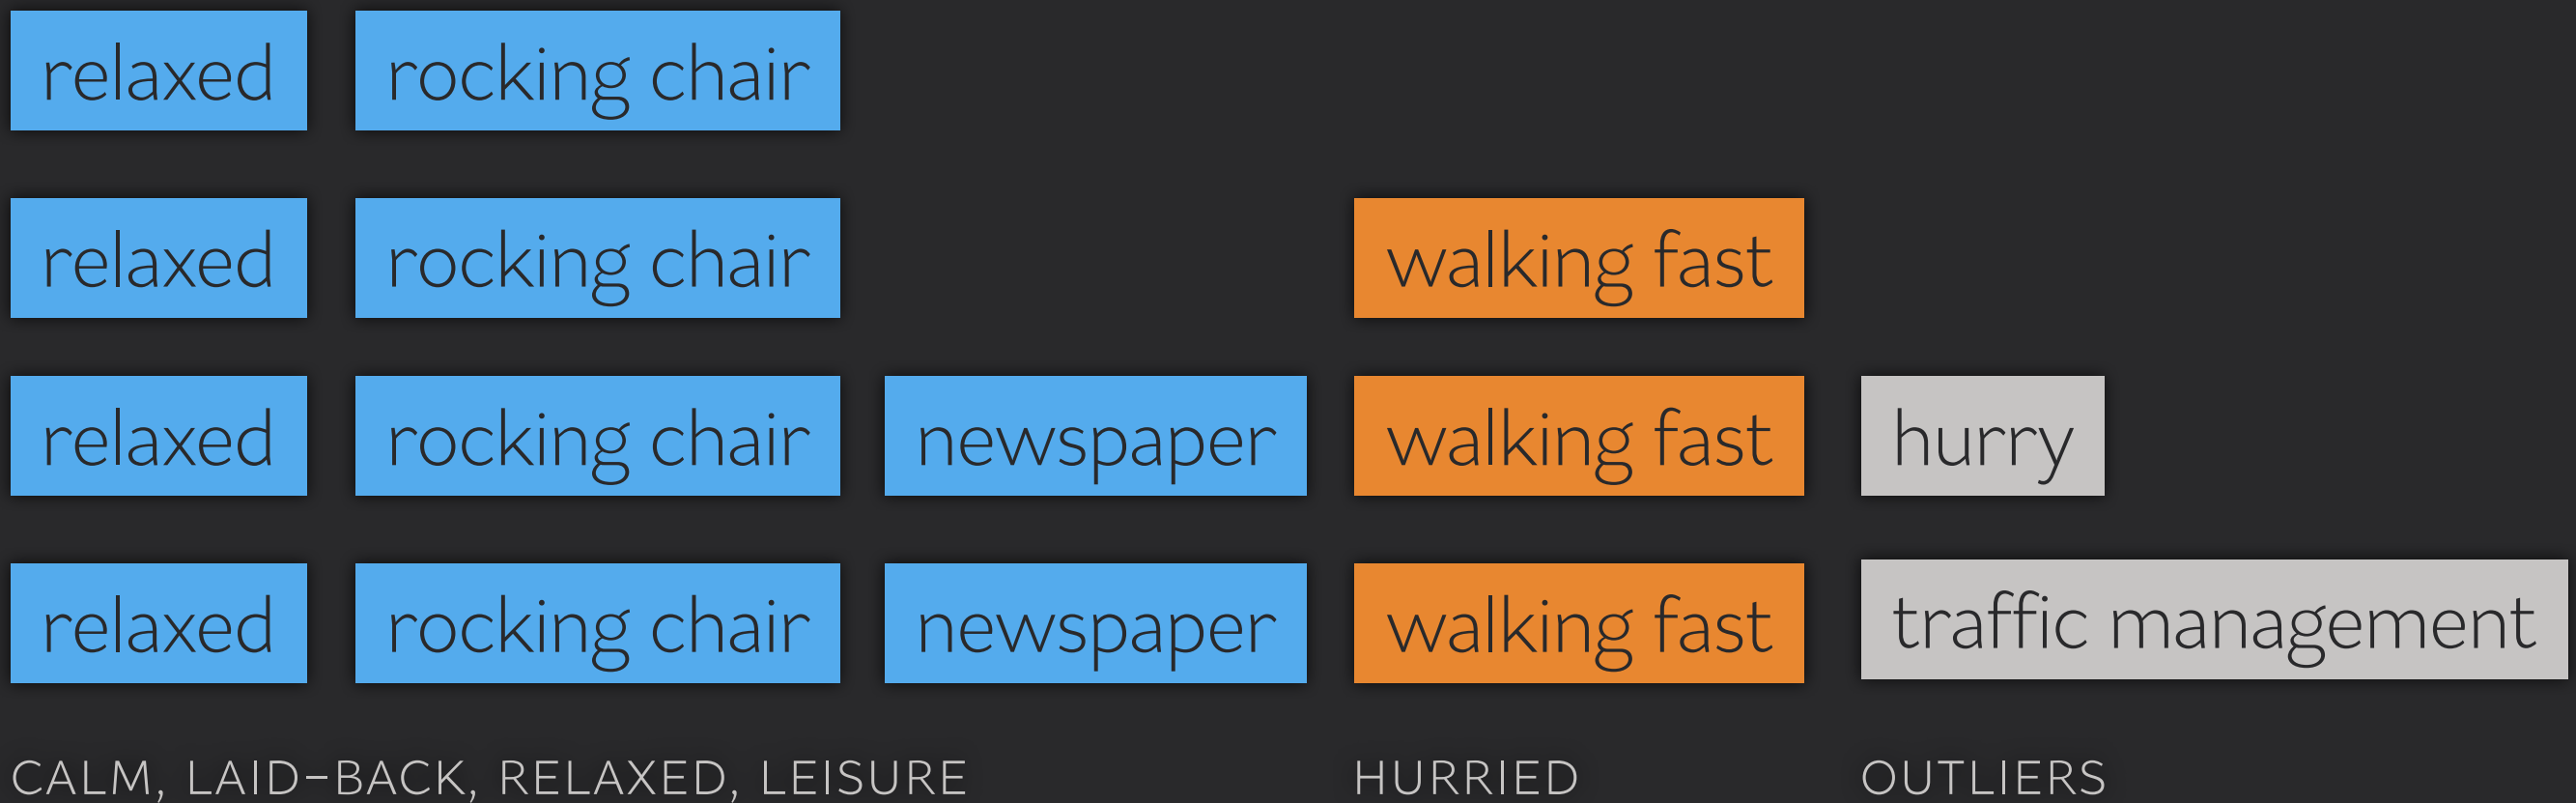 relaxed rocking chair
relaxed rocking chair walking fast
relaxed rocking chair newspaper walking fast hurry
relaxed rocking chair newspaper walking fast traffic management
CALM, LAID-BACK, RELAXED, LEISURE HURRIED OUTLIERS